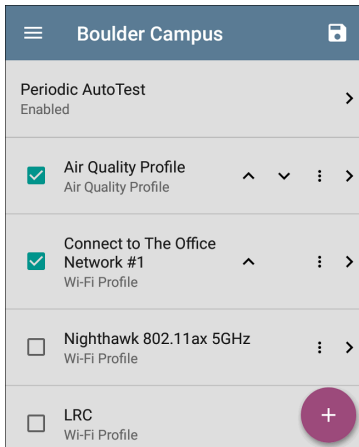 Boulder Campus
Periodic AutoTest
Enabled
Air Quality Profile
Air Quality Profile
Connect to The Office
Network #1
Wi-Fi Profile
Nighthawk 802.11ax 5GHz
Wi-Fi Profile
LRC
Wi-Fi Profile